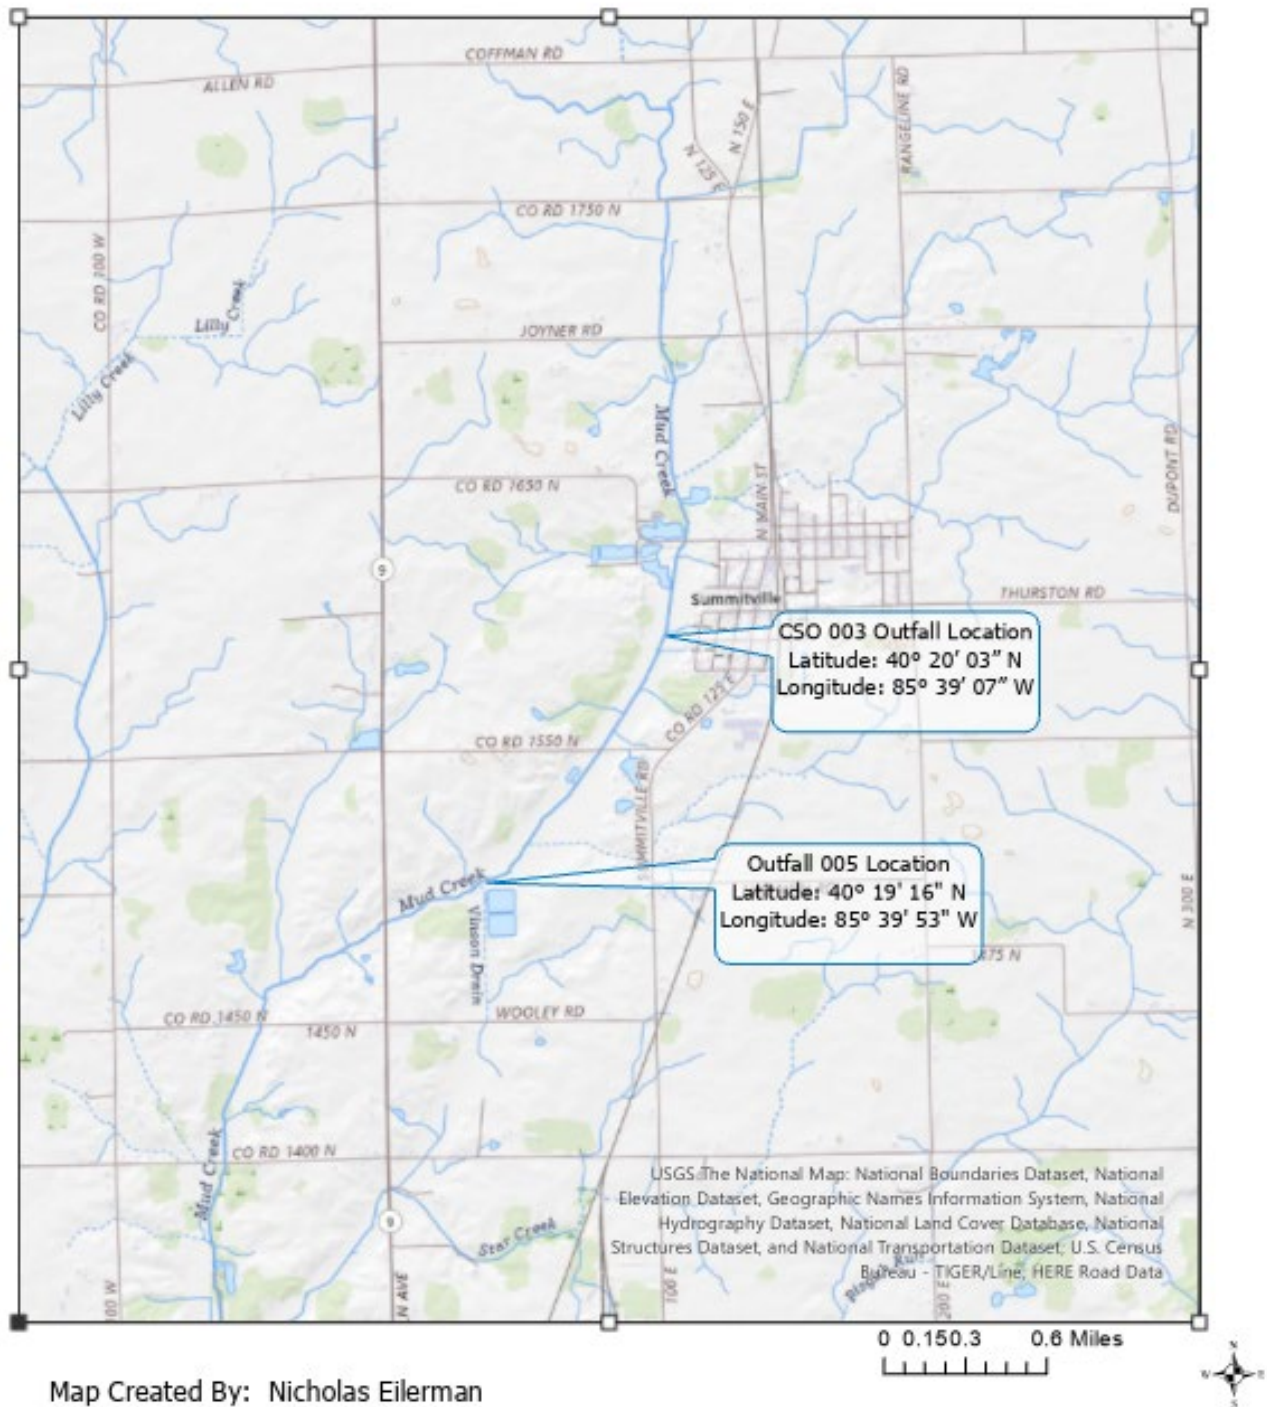 COFFMAN RD
ALLEN RD
RANGELINE RD
N 150 E
N 125 E
CO RD 1750 N
CO RD 100 W
Lilly Creek
JOYNER RD
Lilly Creek
Mud Creek
DUPONT RD
CO RD 1650 N
N MAIN ST
9
Summitville
THURSTON RD
CSO 003 Outfall Location
Latitude: 40º 20' 03" N
Longitude: 85º 39' 07" W
CO RD 125 E
CO RD 1550 N
SUMMITVILLE RD
Outfall 005 Location
Latitude: 40º 19' 16" N
Longitude: 85º 39' 53" W
Mud Creek
Vinson Drain
N 300 E
1475 N
CO RD 1450 N
1450 N
WOOLEY RD
CO RD 1400 N
Mud Creek
USGS The National Map: National Boundaries Dataset, National
Elevation Dataset, Geographic Names Information System, National
Hydrography Dataset, National Land Cover Database, National
Structures Dataset, and National Transportation Dataset; U.S. Census
Bureau - TIGER/Line; HERE Road Data
9
Star Creek
00 W
N AVE
100 E
200 E
0 0.15 0.3 0.6 Miles
N
W E
S
Map Created By: Nicholas Eilerman